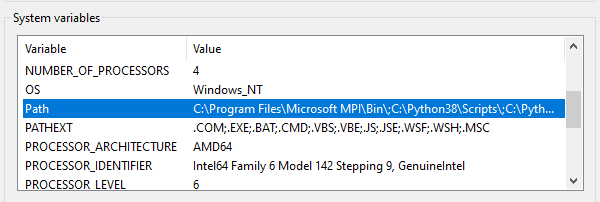 System variables
Variable Value
NUMBER_OF_PROCESSORS 4
OS Windows_NT
Path C:\Program Files\Microsoft MPI\Bin\;C:\Python38\Scripts\;C:\Pyth...
PATHEXT .COM;.EXE;.BAT;.CMD;.VBS;.VBE;.JS;.JSE;.WSF;.WSH;.MSC
PROCESSOR_ARCHITECTURE AMD64
PROCESSOR_IDENTIFIER Intel64 Family 6 Model 142 Stepping 9, GenuineIntel
PROCESSOR_LEVEL 6